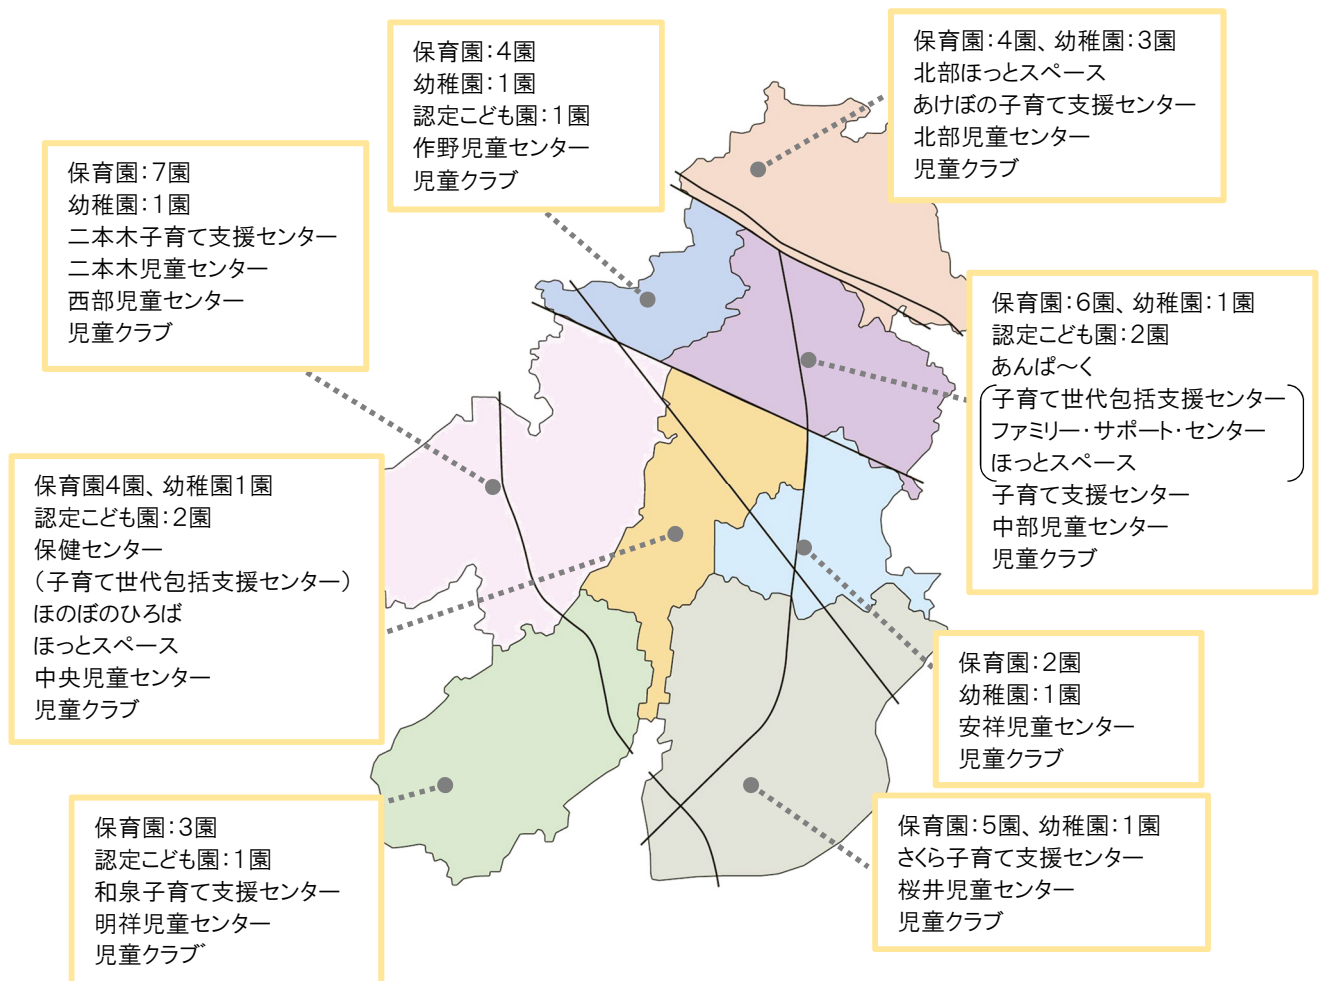 保育園：4園
幼稚園：1園
認定こども園：1園
作野児童センター
児童クラブ
保育園：4園、幼稚園：3園
北部ほっとスペース
あけぼの子育て支援センター
北部児童センター
児童クラブ
保育園：7園
幼稚園：1園
二本木子育て支援センター
二本木児童センター
西部児童センター
児童クラブ
保育園：6園、幼稚園：1園
認定こども園：2園
あんぱ～く
子育て世代包括支援センター
ファミリー・サポート・センター
ほっとスペース
子育て支援センター
中部児童センター
児童クラブ
保育園4園、幼稚園1園
認定こども園：2園
保健センター
（子育て世代包括支援センター）
ほのぼのひろば
ほっとスペース
中央児童センター
児童クラブ
保育園：2園
幼稚園：1園
安祥児童センター
児童クラブ
保育園：3園
認定こども園：1園
和泉子育て支援センター
明祥児童センター
児童クラブ゛
保育園：5園、幼稚園：1園
さくら子育て支援センター
桜井児童センター
児童クラブ